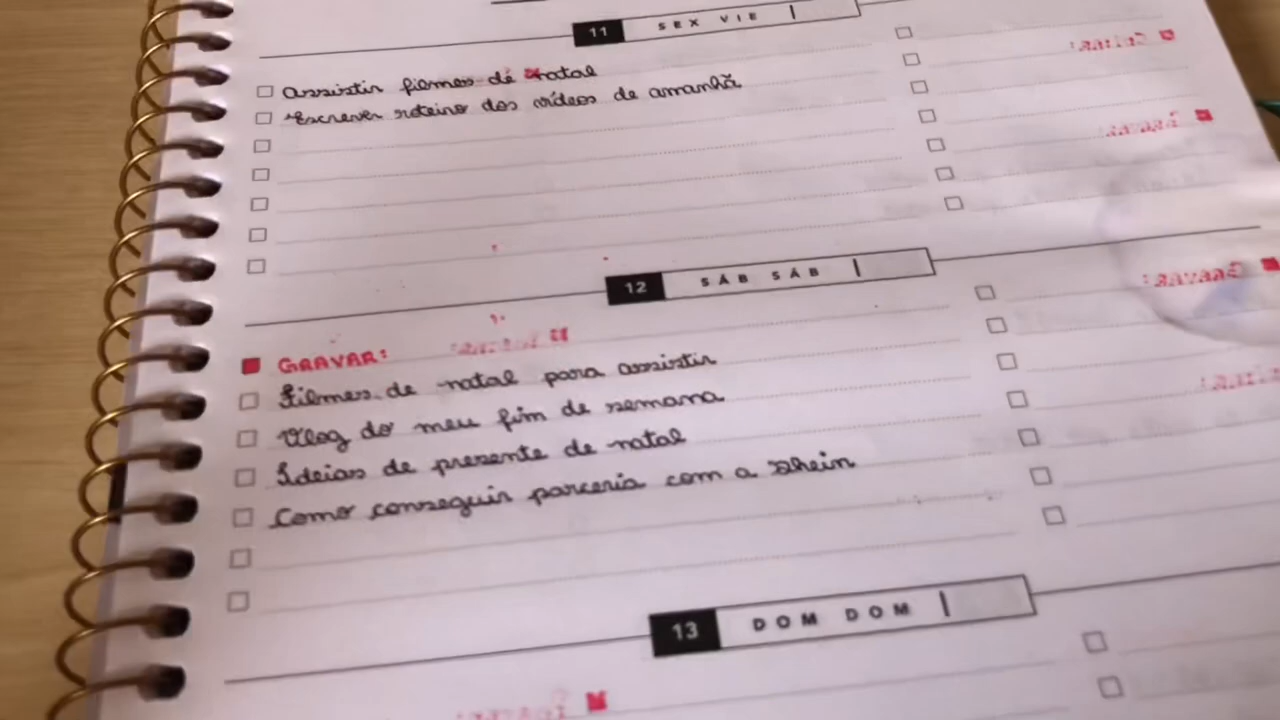 11 SEX VIE
assistir filmes de natal
Escrever roteiro dos vídeos de amanhã
12 SÁB SÁB
GRAVAR:
Filmes de natal para assistir
Vlog do meu fim de semana
Ideias de presente de natal
Como conseguir parceria com a shein
13 DOM DOM